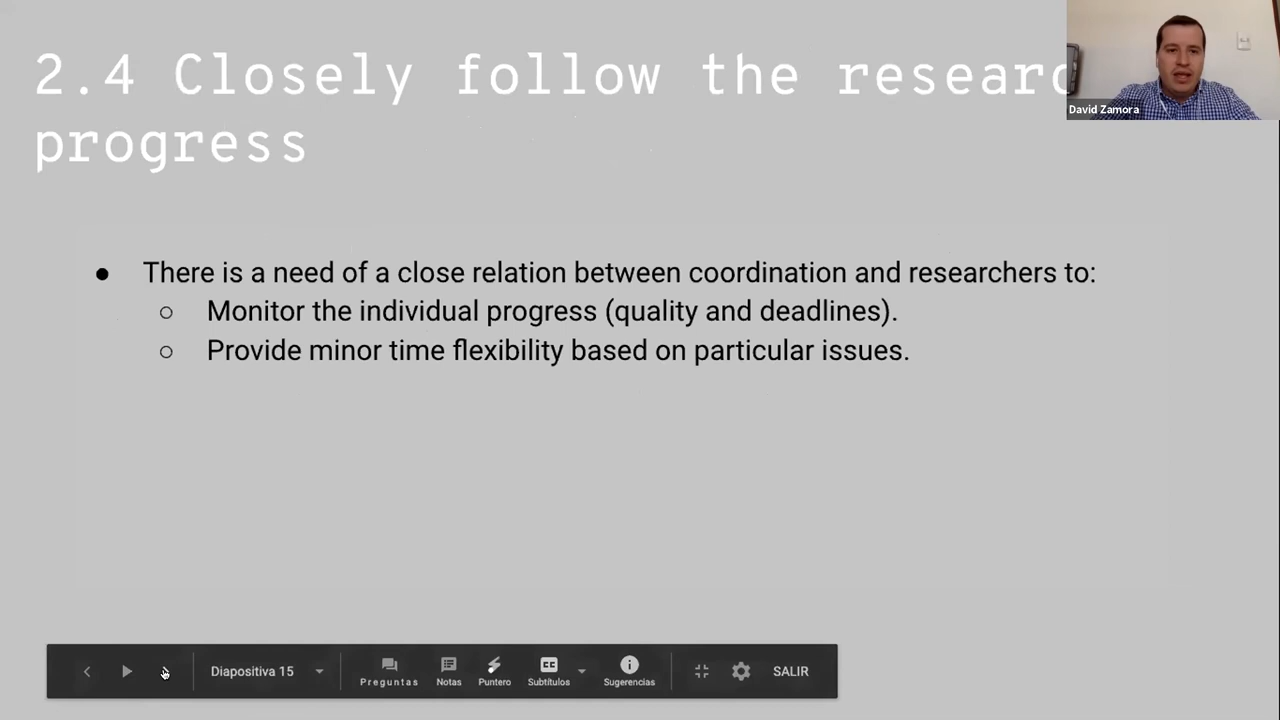 2.4 Closely follow the researc
progress
David Zamora
● There is a need of a close relation between coordination and researchers to:
○ Monitor the individual progress (quality and deadlines).
○ Provide minor time flexibility based on particular issues.
Diapositiva 15
Preguntas
Notas
Puntero
Subtítulos
Sugerencias
SALIR